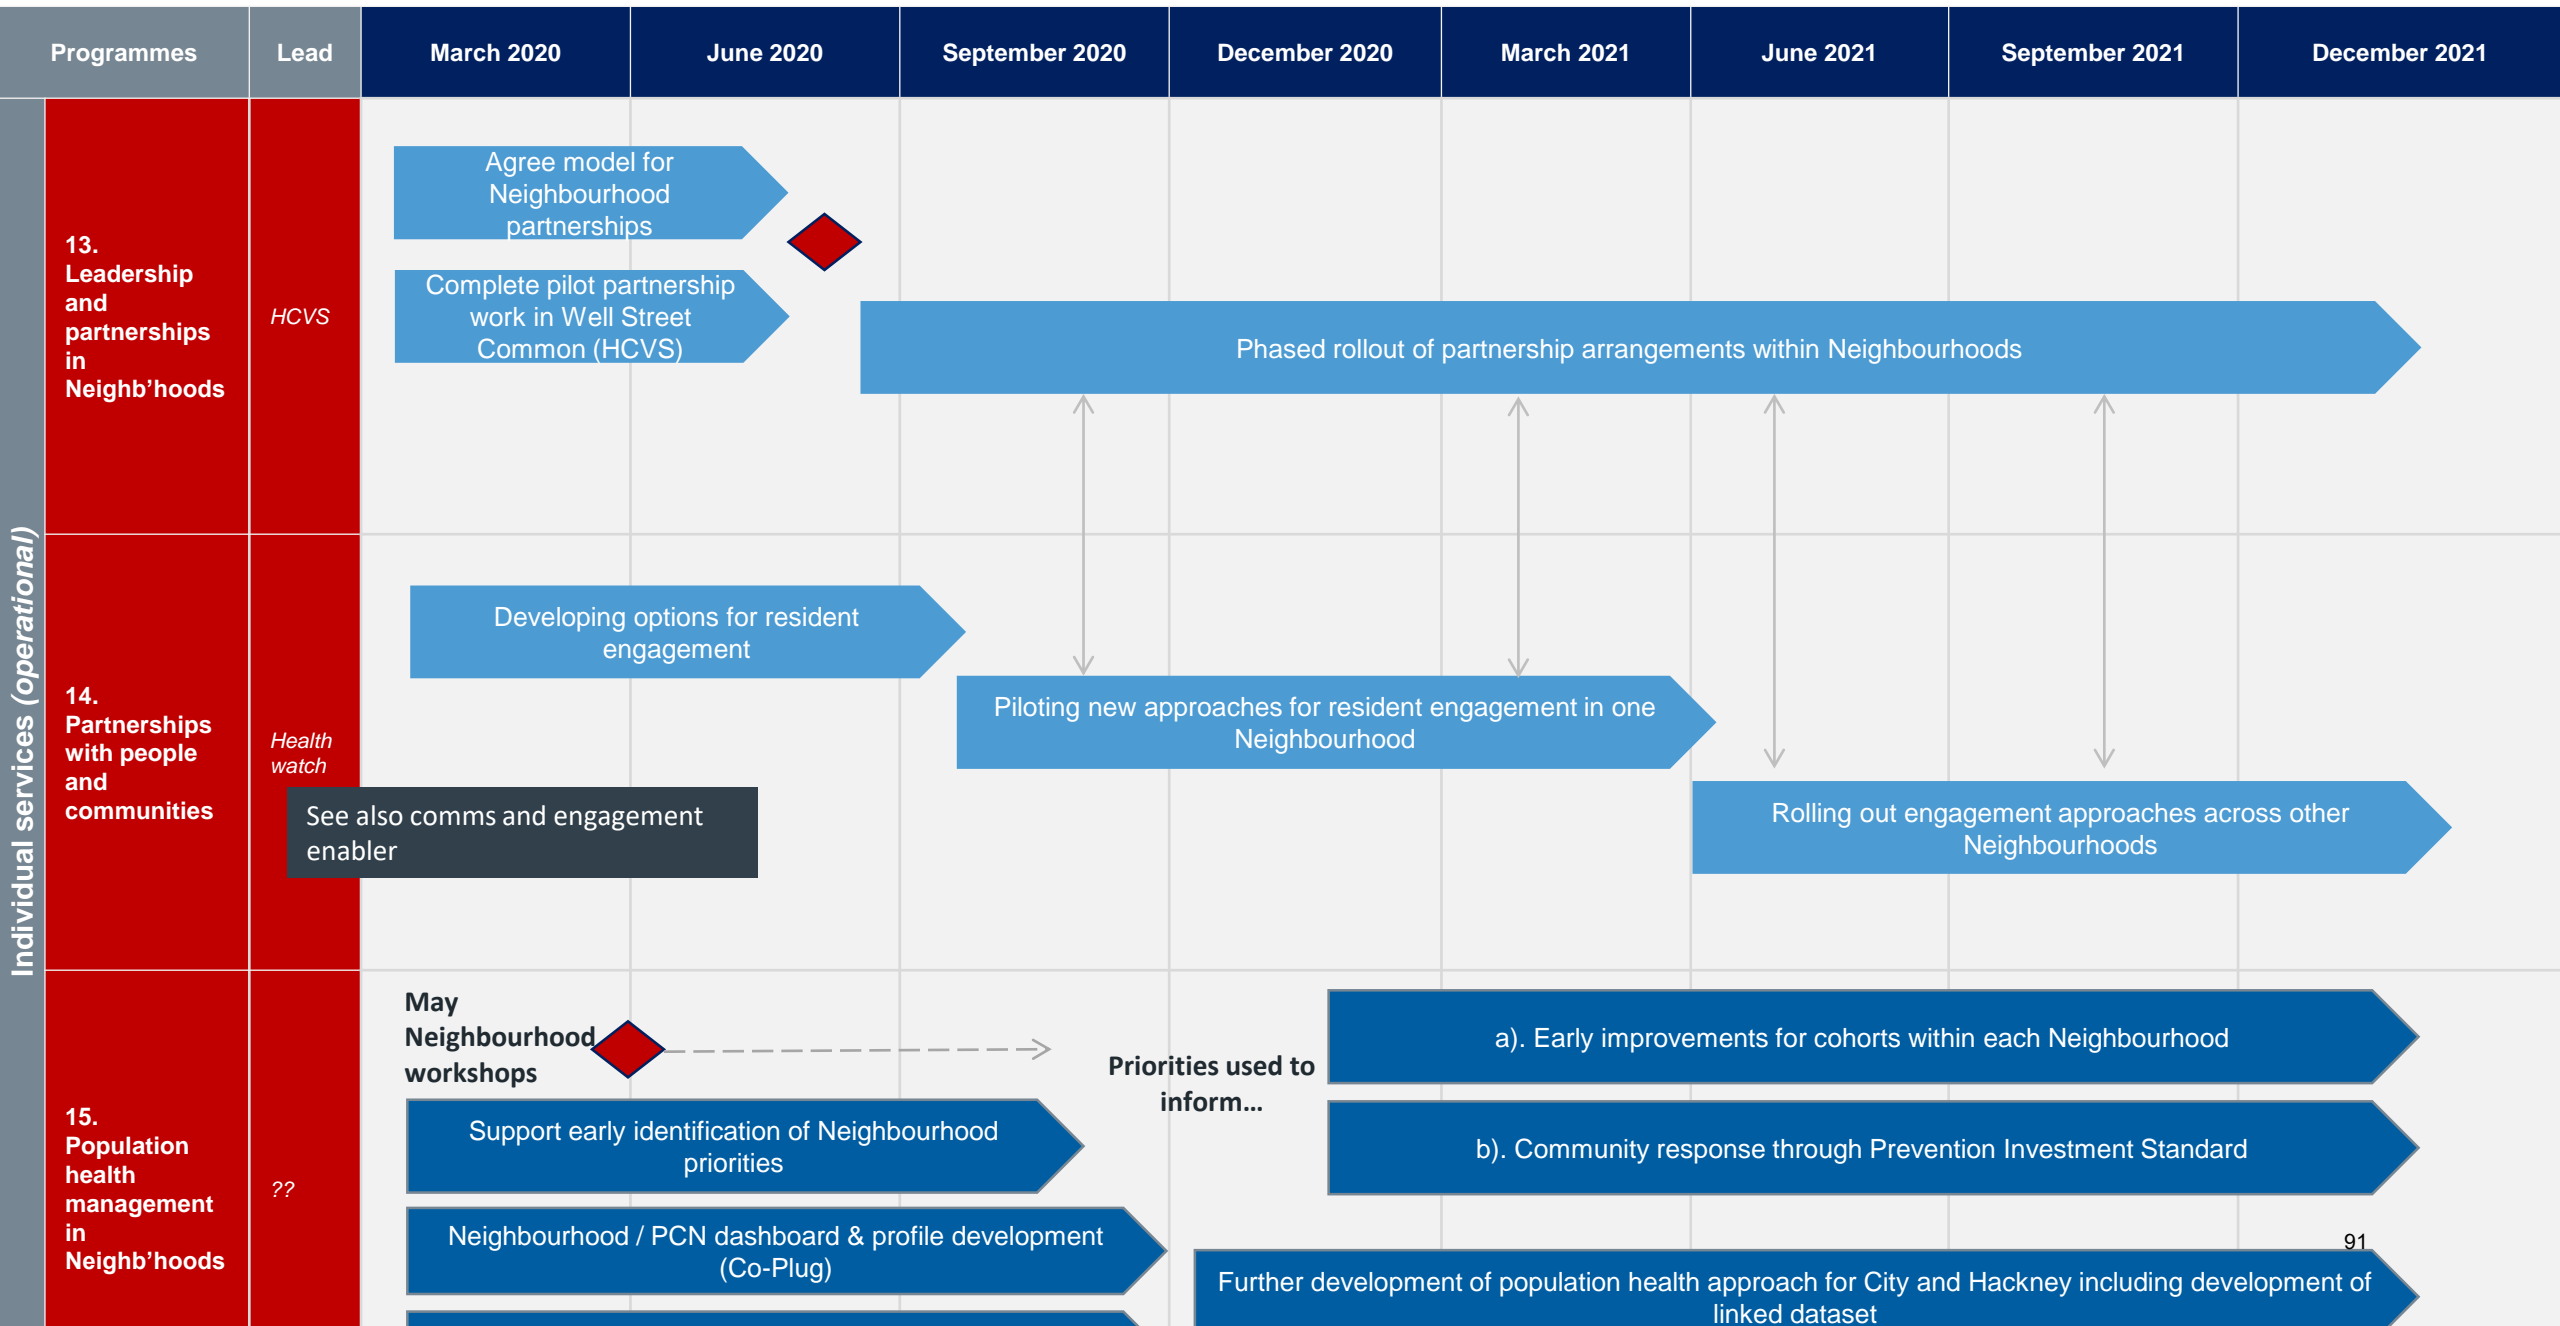 Programmes
Lead
March 2020
June 2020
September 2020
December 2020
March 2021
June 2021
September 2021
December 2021
Individual services (operational)
13.
Leadership
and
partnerships
in
Neighb’hoods
HCVS
Agree model for
Neighbourhood
partnerships
Complete pilot partnership
work in Well Street
Common (HCVS)
Phased rollout of partnership arrangements within Neighbourhoods
14.
Partnerships
with people
and
communities
Health
watch
See also comms and engagement
enabler
Developing options for resident
engagement
Piloting new approaches for resident engagement in one
Neighbourhood
Rolling out engagement approaches across other
Neighbourhoods
15.
Population
health
management
in
Neighb’hoods
??
May
Neighbourhood
workshops
Priorities used to
inform…
a). Early improvements for cohorts within each Neighbourhood
Support early identification of Neighbourhood
priorities
b). Community response through Prevention Investment Standard
Neighbourhood / PCN dashboard & profile development
(Co-Plug)
91
Further development of population health approach for City and Hackney including development of
linked dataset